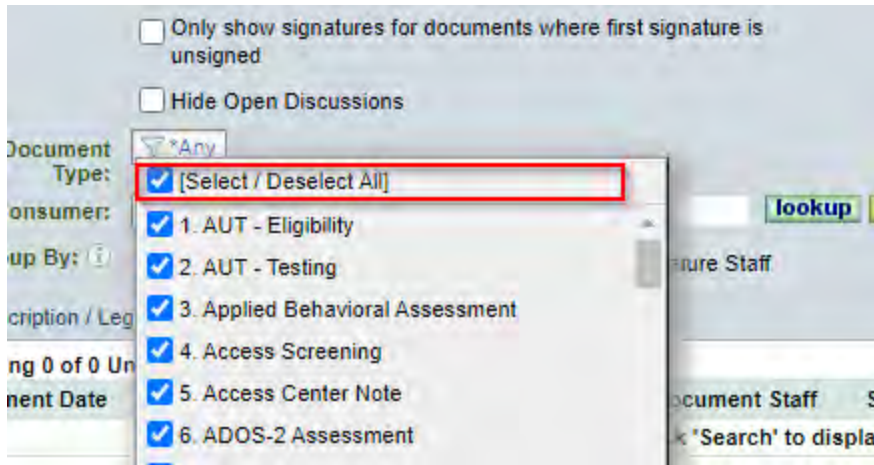 Only show signatures for documents where first signature is
unsigned
Hide Open Discussions
Document
Type:
*Any
[Select / Deselect All]
onsumer:
lookup
1. AUT - Eligibility
up By:
ature Staff
2. AUT - Testing
cription / Leg
3. Applied Behavioral Assessment
ng 0 of 0 Un
4. Access Screening
ment Date
5. Access Center Note
ocument Staff
S
6. ADOS-2 Assessment
k 'Search' to displa